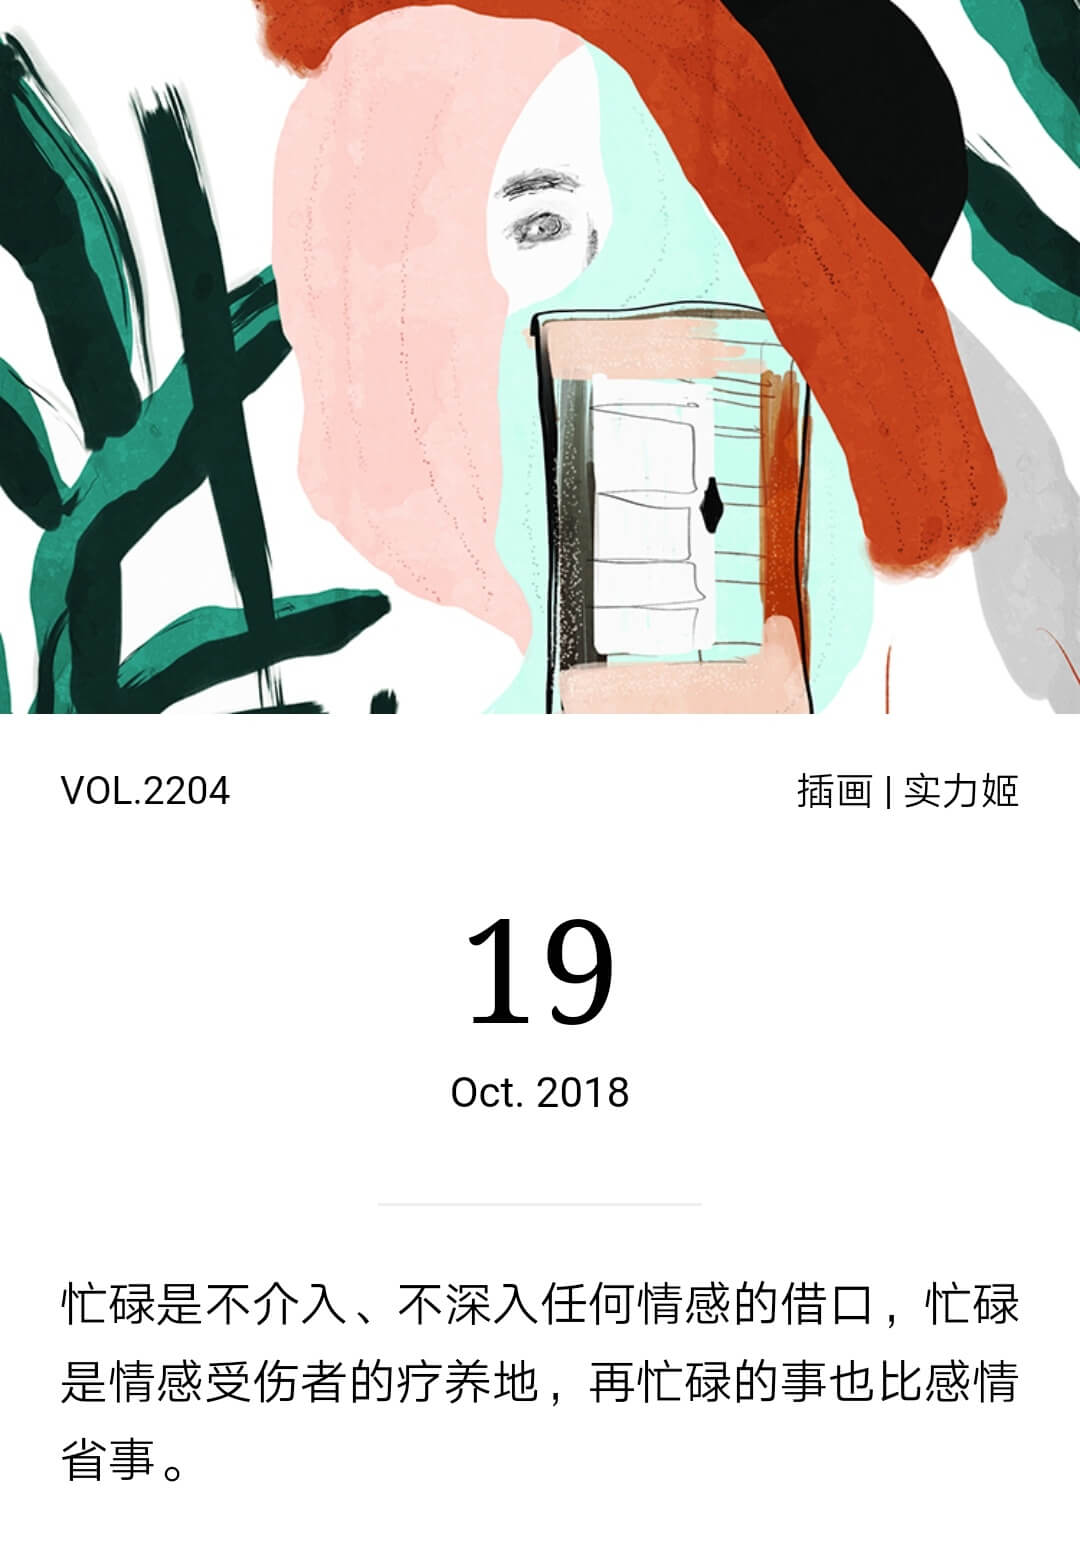 VOL.2204
插画 | 实力姬
19
Oct. 2018
忙碌是不介入、不深入任何情感的借口，忙碌
是情感受伤者的疗养地，再忙碌的事也比感情
省事。